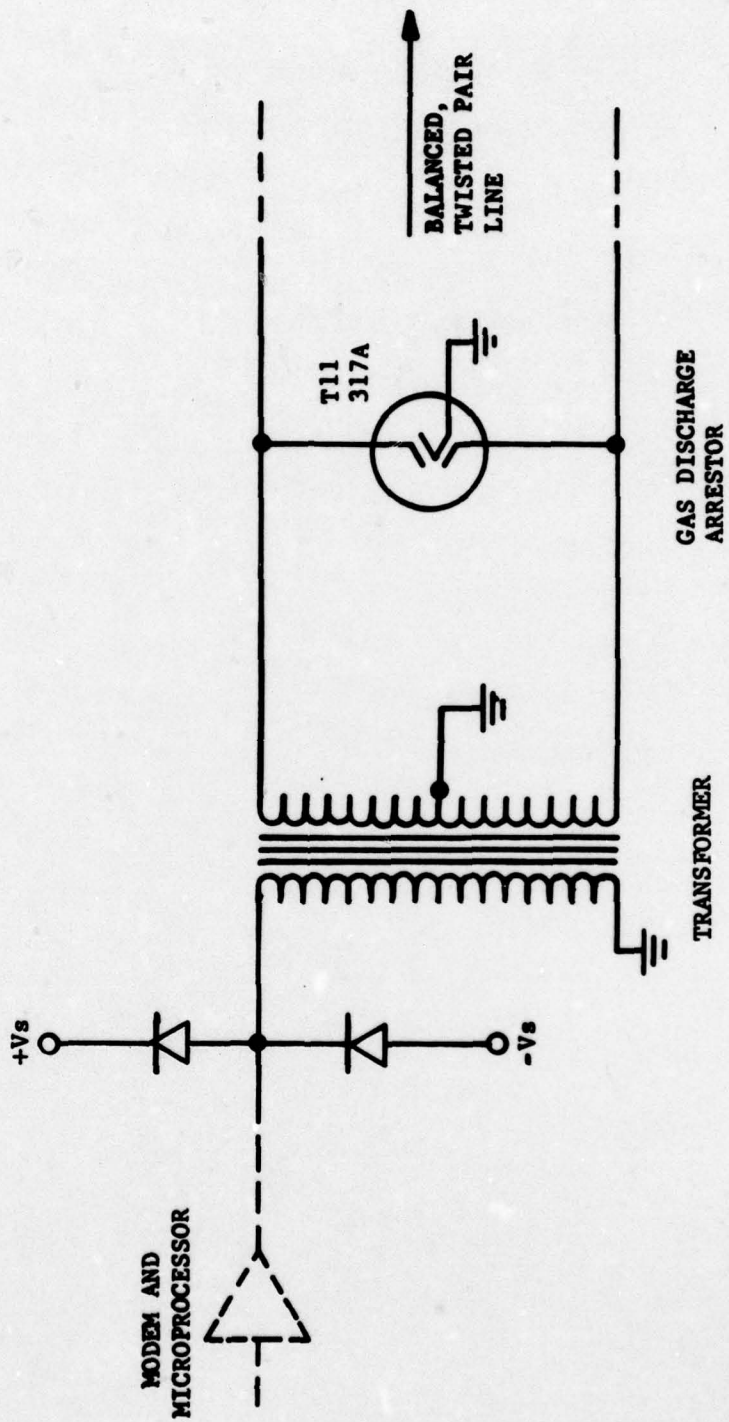 MODEM AND
MICROPROCESSOR
+Vs
-Vs
TRANSFORMER
T11
317A
GAS DISCHARGE
ARRESTOR
BALANCED,
TWISTED PAIR
LINE